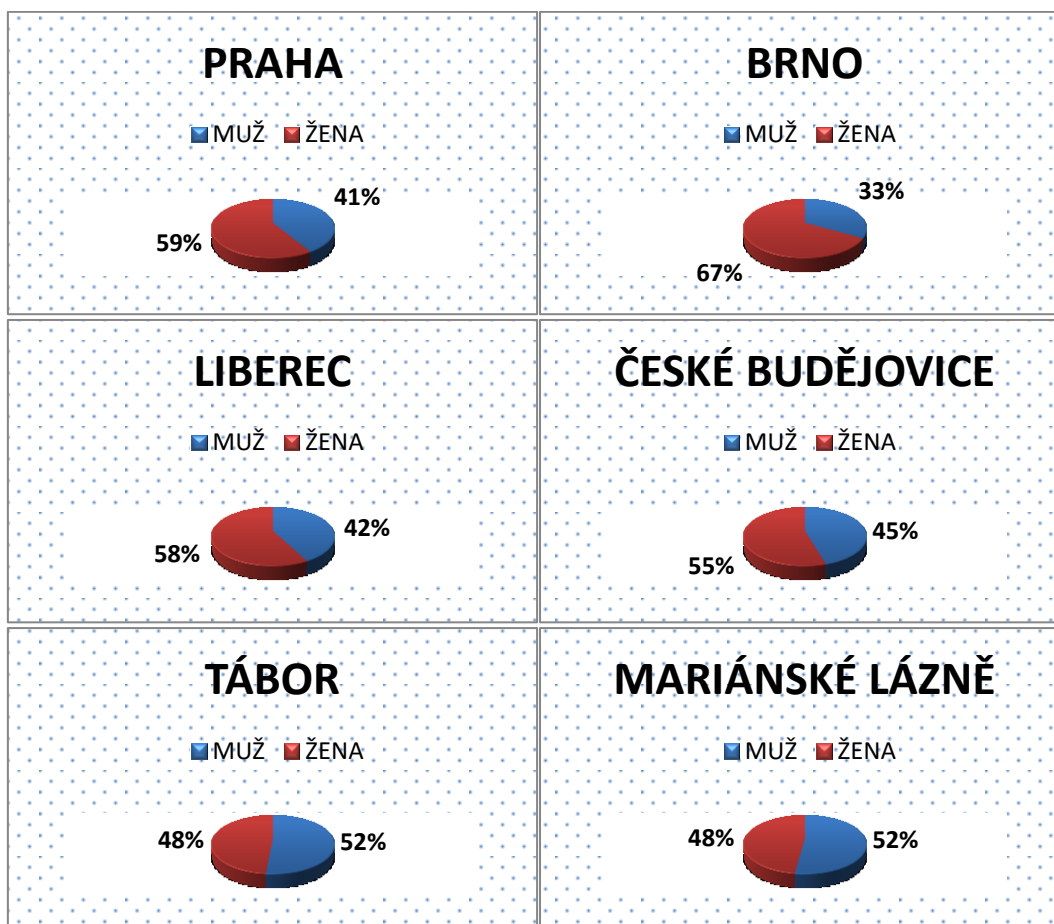 PRAHA
MUŽ ŽENA
41%
59%
BRNO
MUŽ ŽENA
33%
67%
LIBEREC
MUŽ ŽENA
42%
58%
ČESKÉ BUDĚJOVICE
MUŽ ŽENA
45%
55%
TÁBOR
MUŽ ŽENA
48% 52%
MARIÁNSKÉ LÁZNĚ
MUŽ ŽENA
48% 52%